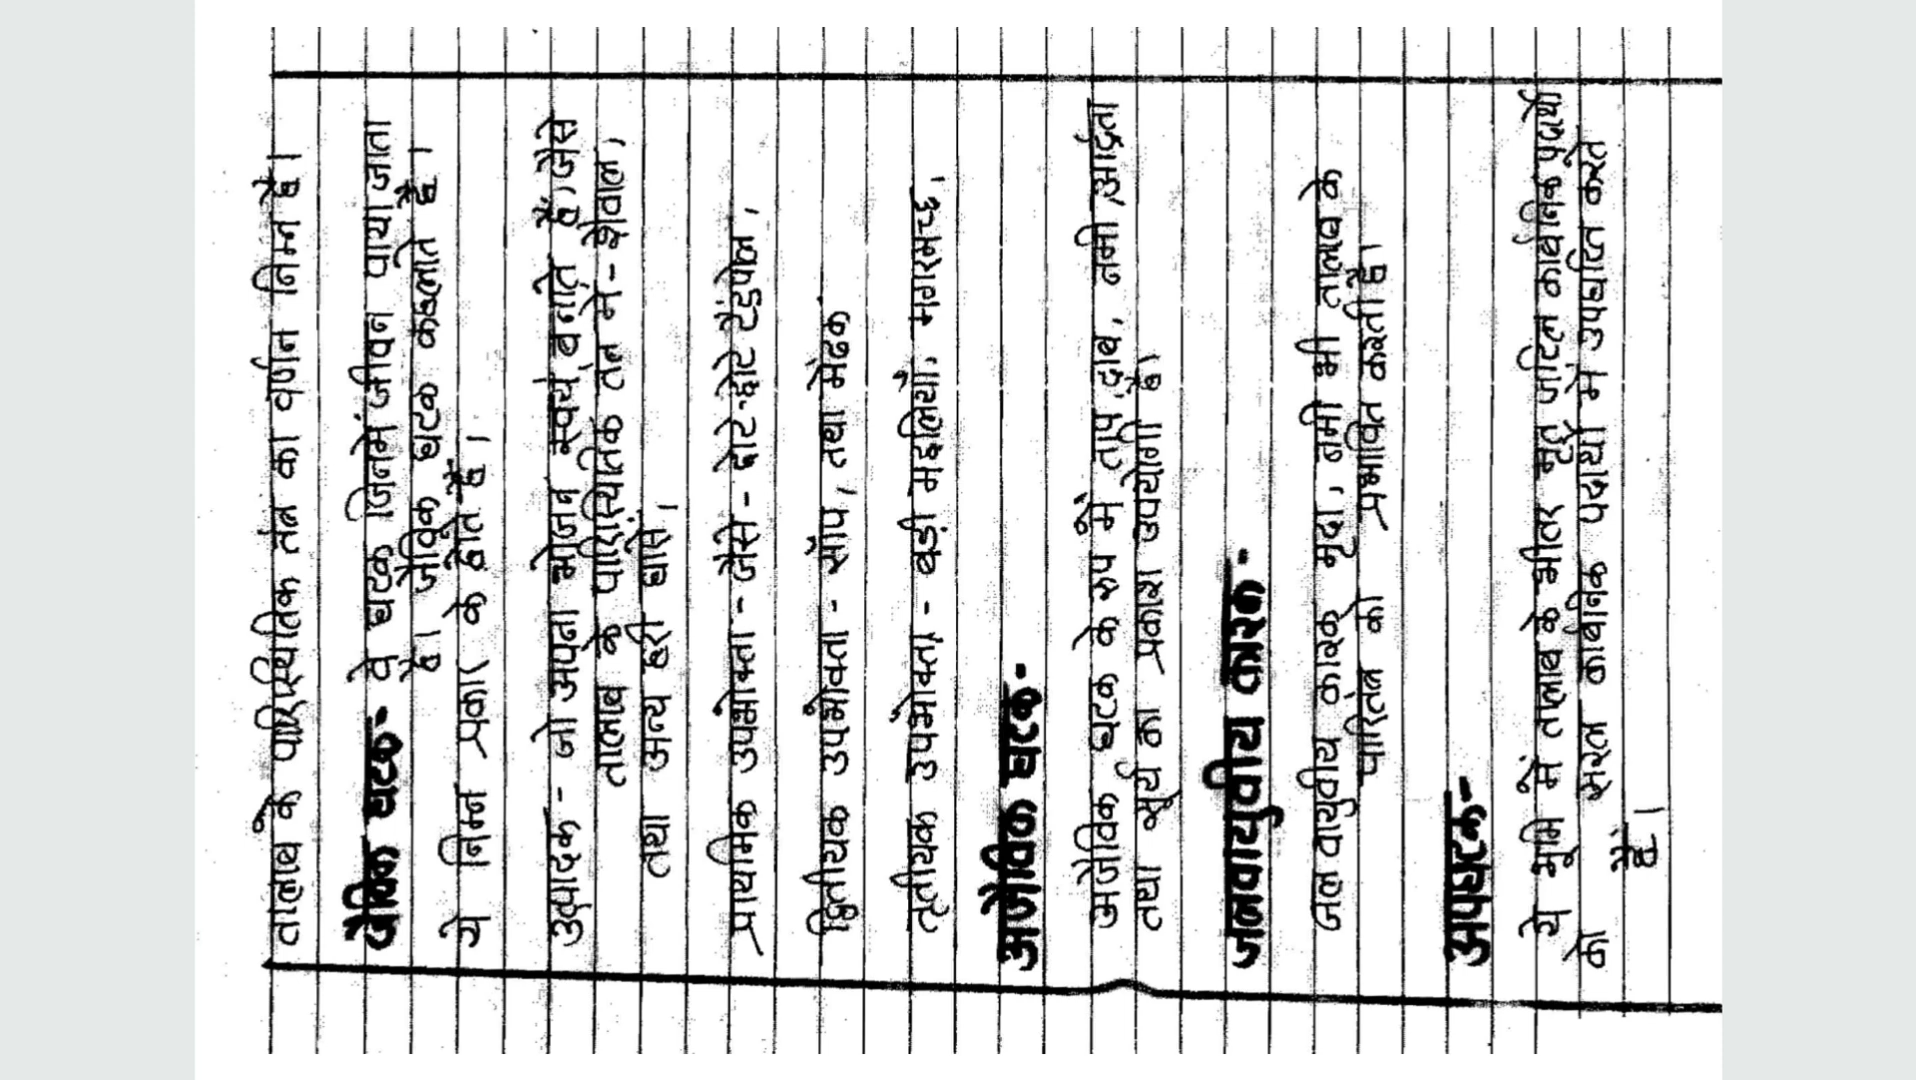 तालाब के पारिस्थितिक तंत्र का वर्णन निम्न है।
जैविक घटक- वे घटक जिनमें जीवन पाया जाता
है। जैविक घटक कहलाते है।
ये निम्न प्रकार के होते हैं।
उत्पादक - जो अपना भोजन स्वयं बनाते हैं, जैसे
तालाब के पारिस्थितिक तंत्र में - शैवाल,
तथा अन्य हरी घासें,
प्राथमिक उपभोक्ता - जैसे - छोटे-छोटे टैडपोल,
द्वितीयक उपभोक्ता - साँप, तथा मेंढक
तृतीयक उपभोक्ता - बड़ी मछलियाँ, मगरमच्छ,
अजैविक घटक-
अजैविक घटक के रूप में ताप, दाब, नमी, आर्द्रता
तथा सूर्य का प्रकाश उपयोगी है,
जलवायुवीय कारक-
जलवायुवीय कारक मृदा, नमी भी तालाब के
पारितंत्र को प्रभावित करती है।
अपघटक-
ये भूमि में तालाब के भीतर मृत जटिल कार्बनिक पदार्थों
को सरल कार्बनिक पदार्थों में उपघटित करते
हैं।